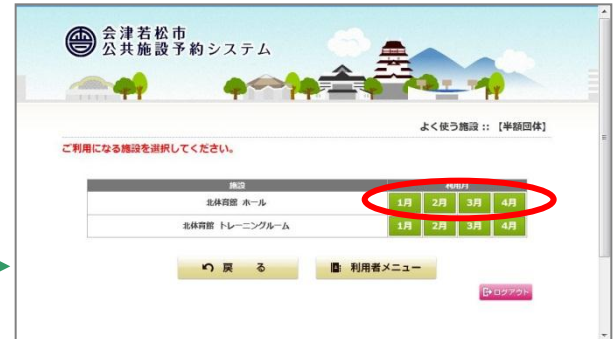 会津若松市
公共施設予約システム
よく使う施設 :: 【半額団体】
ご利用になる施設を選択してください。
施設 利用月
北体育館 ホール 1月 2月 3月 4月
北体育館 トレーニングルーム 1月 2月 3月 4月
戻 る 利用者メニュー
ログアウト